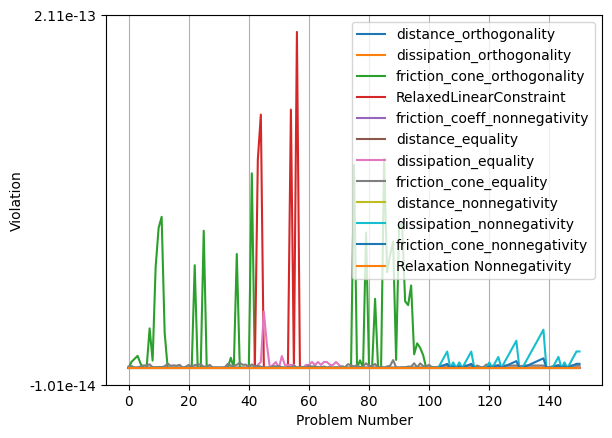 2.11e-13
Violation
-1.01e-14
distance_orthogonality
dissipation_orthogonality
friction_cone_orthogonality
RelaxedLinearConstraint
friction_coeff_nonnegativity
distance_equality
dissipation_equality
friction_cone_equality
distance_nonnegativity
dissipation_nonnegativity
friction_cone_nonnegativity
Relaxation Nonnegativity
0 20 40 60 80 100 120 140
Problem Number